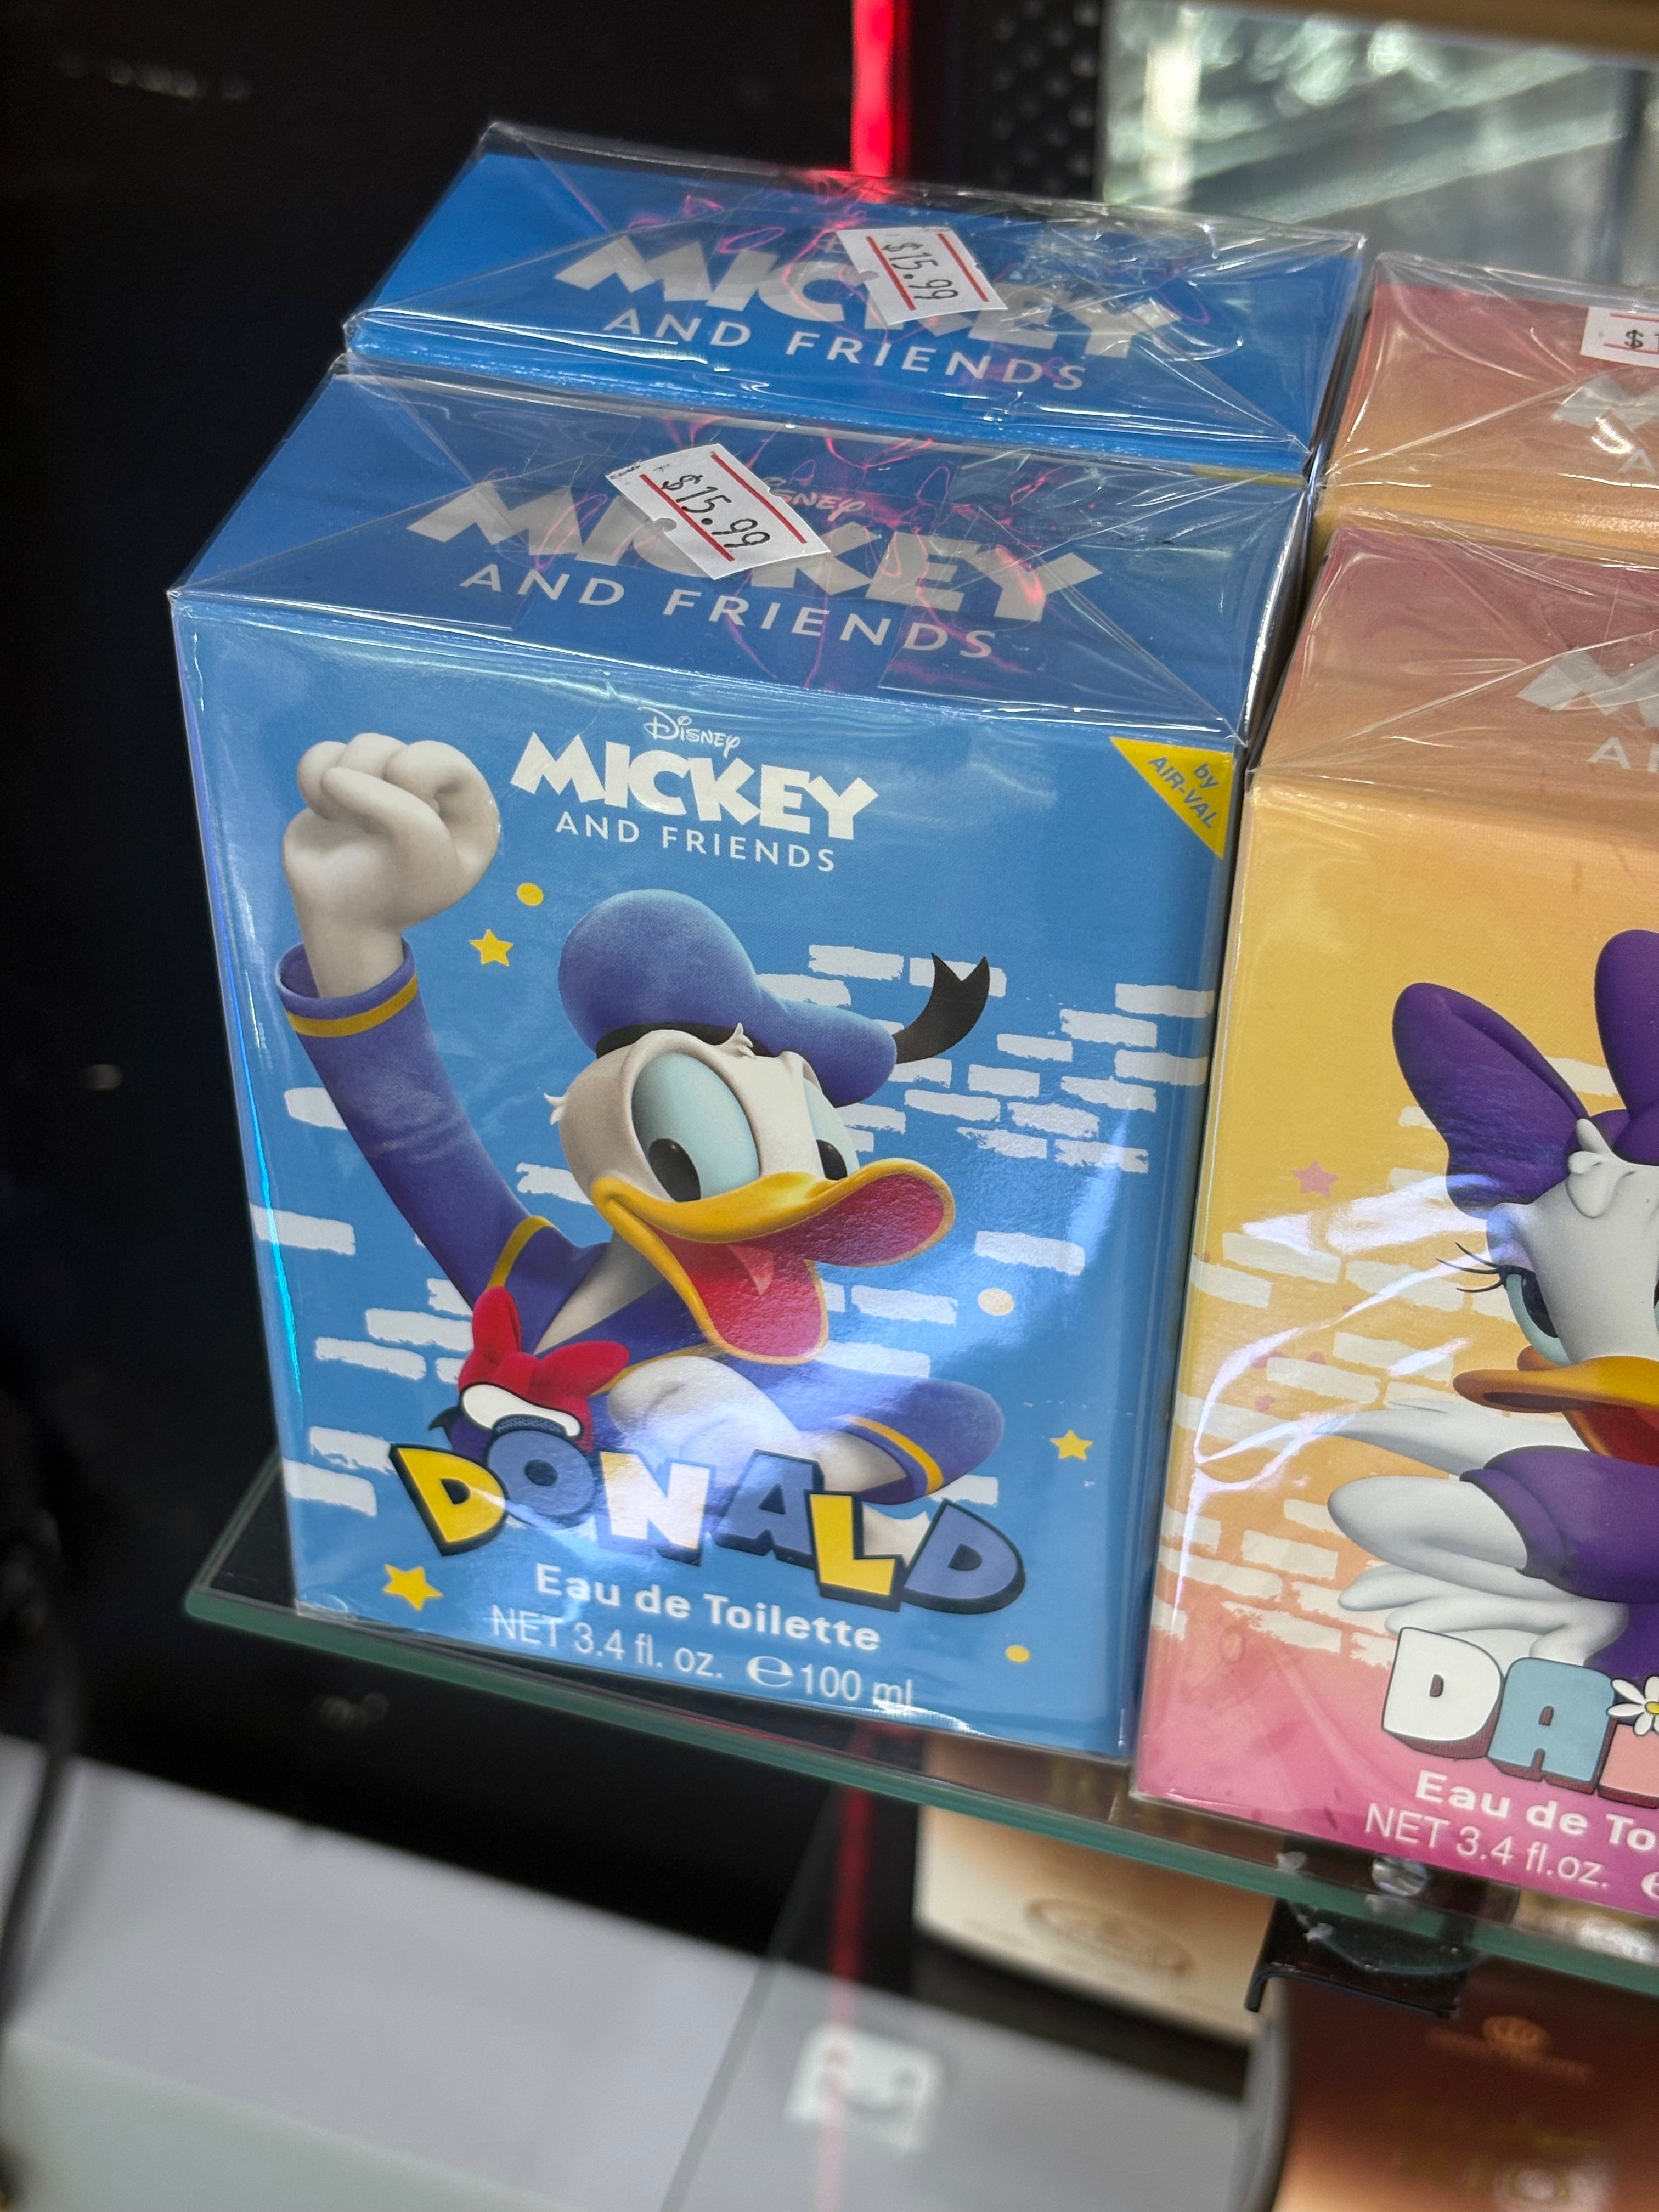 $15.99
MICKEY
AND FRIENDS
$15.99
DISNEY
MICKEY
AND FRIENDS
Disney
MICKEY
AND FRIENDS
by
AIR-VAL
DONALD
Eau de Toilette
NET 3.4 fl. oz. e 100 ml
Eau de
NET 3.4 fl.oz.